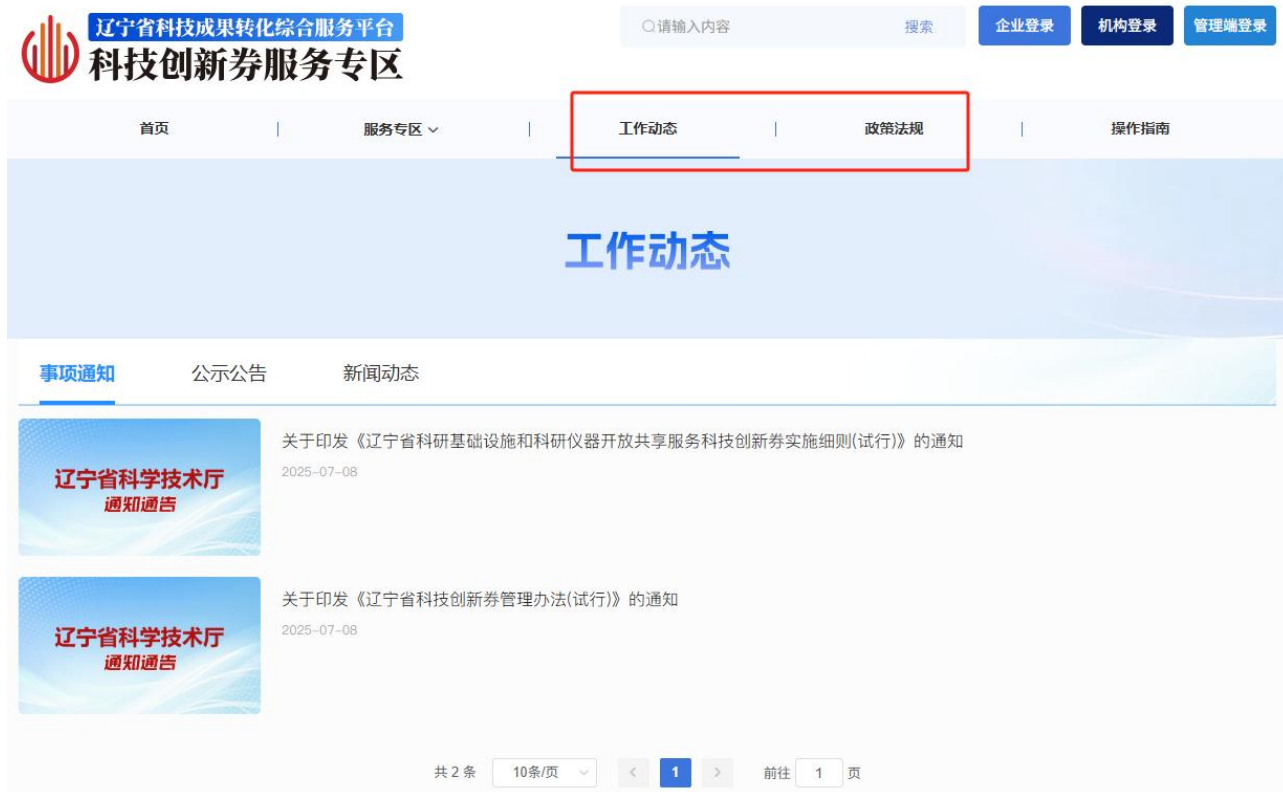 辽宁省科技成果转化综合服务平台
科技创新券服务专区
请输入内容 搜索 企业登录 机构登录 管理端登录
首页 服务专区 工作动态 政策法规 操作指南
工作动态
事项通知 公示公告 新闻动态
辽宁省科学技术厅
通知通告
关于印发《辽宁省科研基础设施和科研仪器开放共享服务科技创新券实施细则(试行)》的通知
2025-07-08
辽宁省科学技术厅
通知通告
关于印发《辽宁省科技创新券管理办法(试行)》的通知
2025-07-08
共 2 条 10条/页 < 1 > 前往 1 页